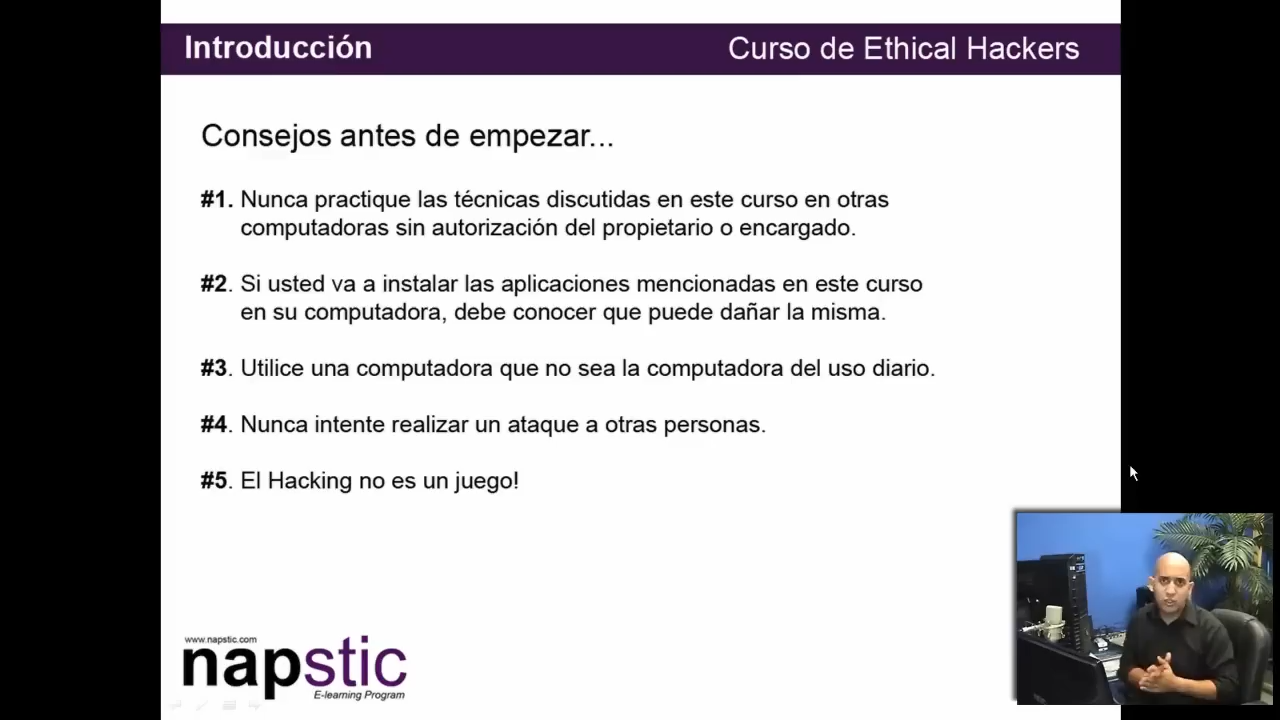 Introducción
Curso de Ethical Hackers
Consejos antes de empezar...
#1. Nunca practique las técnicas discutidas en este curso en otras
computadoras sin autorización del propietario o encargado.
#2. Si usted va a instalar las aplicaciones mencionadas en este curso
en su computadora, debe conocer que puede dañar la misma.
#3. Utilice una computadora que no sea la computadora del uso diario.
#4. Nunca intente realizar un ataque a otras personas.
#5. El Hacking no es un juego!
www.napstic.com
napstic
E-learning Program